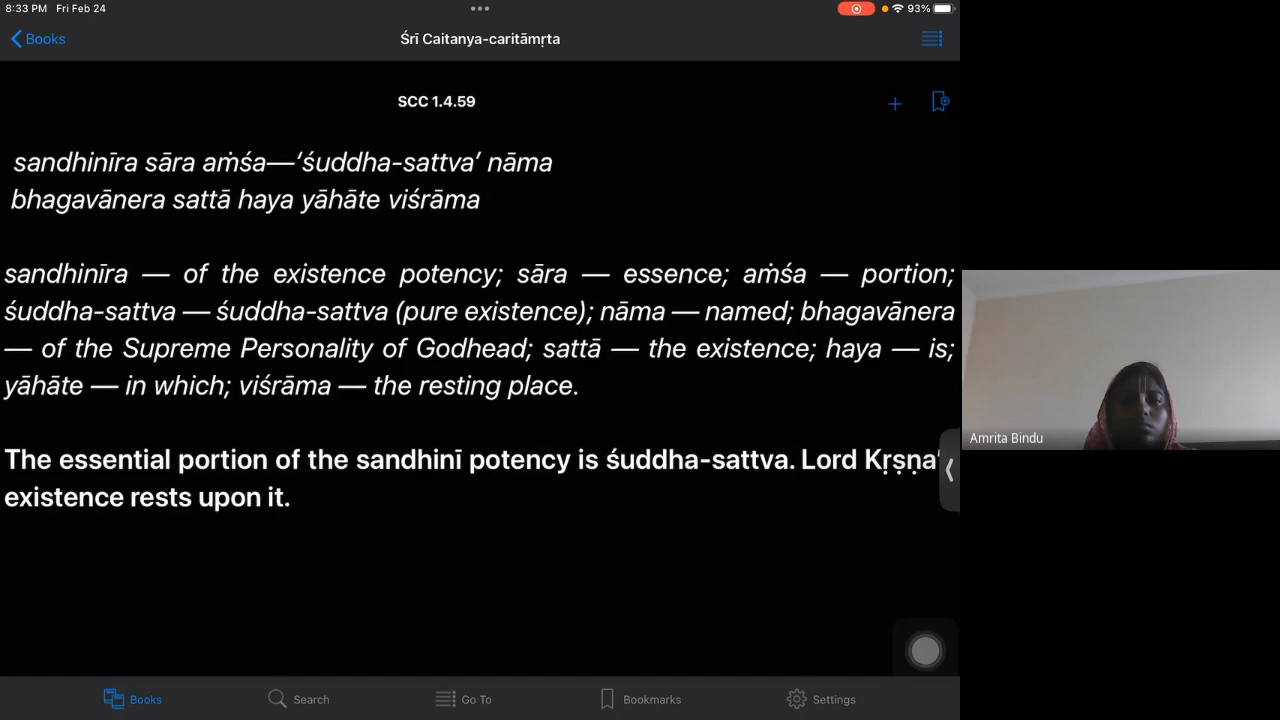 8:33 PM Fri Feb 24
93%
Books
Śrī Caitanya-caritāmṛta
SCC 1.4.59
sandhinīra sāra aṁśa—‘śuddha-sattva’ nāma
bhagavānera sattā haya yāhāte viśrāma
sandhinīra — of the existence potency; sāra — essence; aṁśa — portion;
śuddha-sattva — śuddha-sattva (pure existence); nāma — named; bhagavānera
— of the Supreme Personality of Godhead; sattā — the existence; haya — is;
yāhāte — in which; viśrāma — the resting place.
The essential portion of the sandhinī potency is śuddha-sattva. Lord Kṛṣṇa’
existence rests upon it.
Amrita Bindu
Books
Search
Go To
Bookmarks
Settings